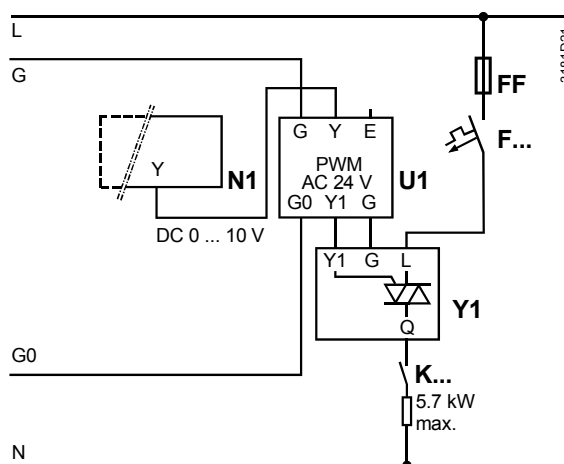 L
G
FF
F...
G Y E
PWM
AC 24 V
G0 Y1 G
U1
Y
N1
DC 0 ... 10 V
Y1 G L
Y1
Q
G0
K...
5.7 kW
max.
N